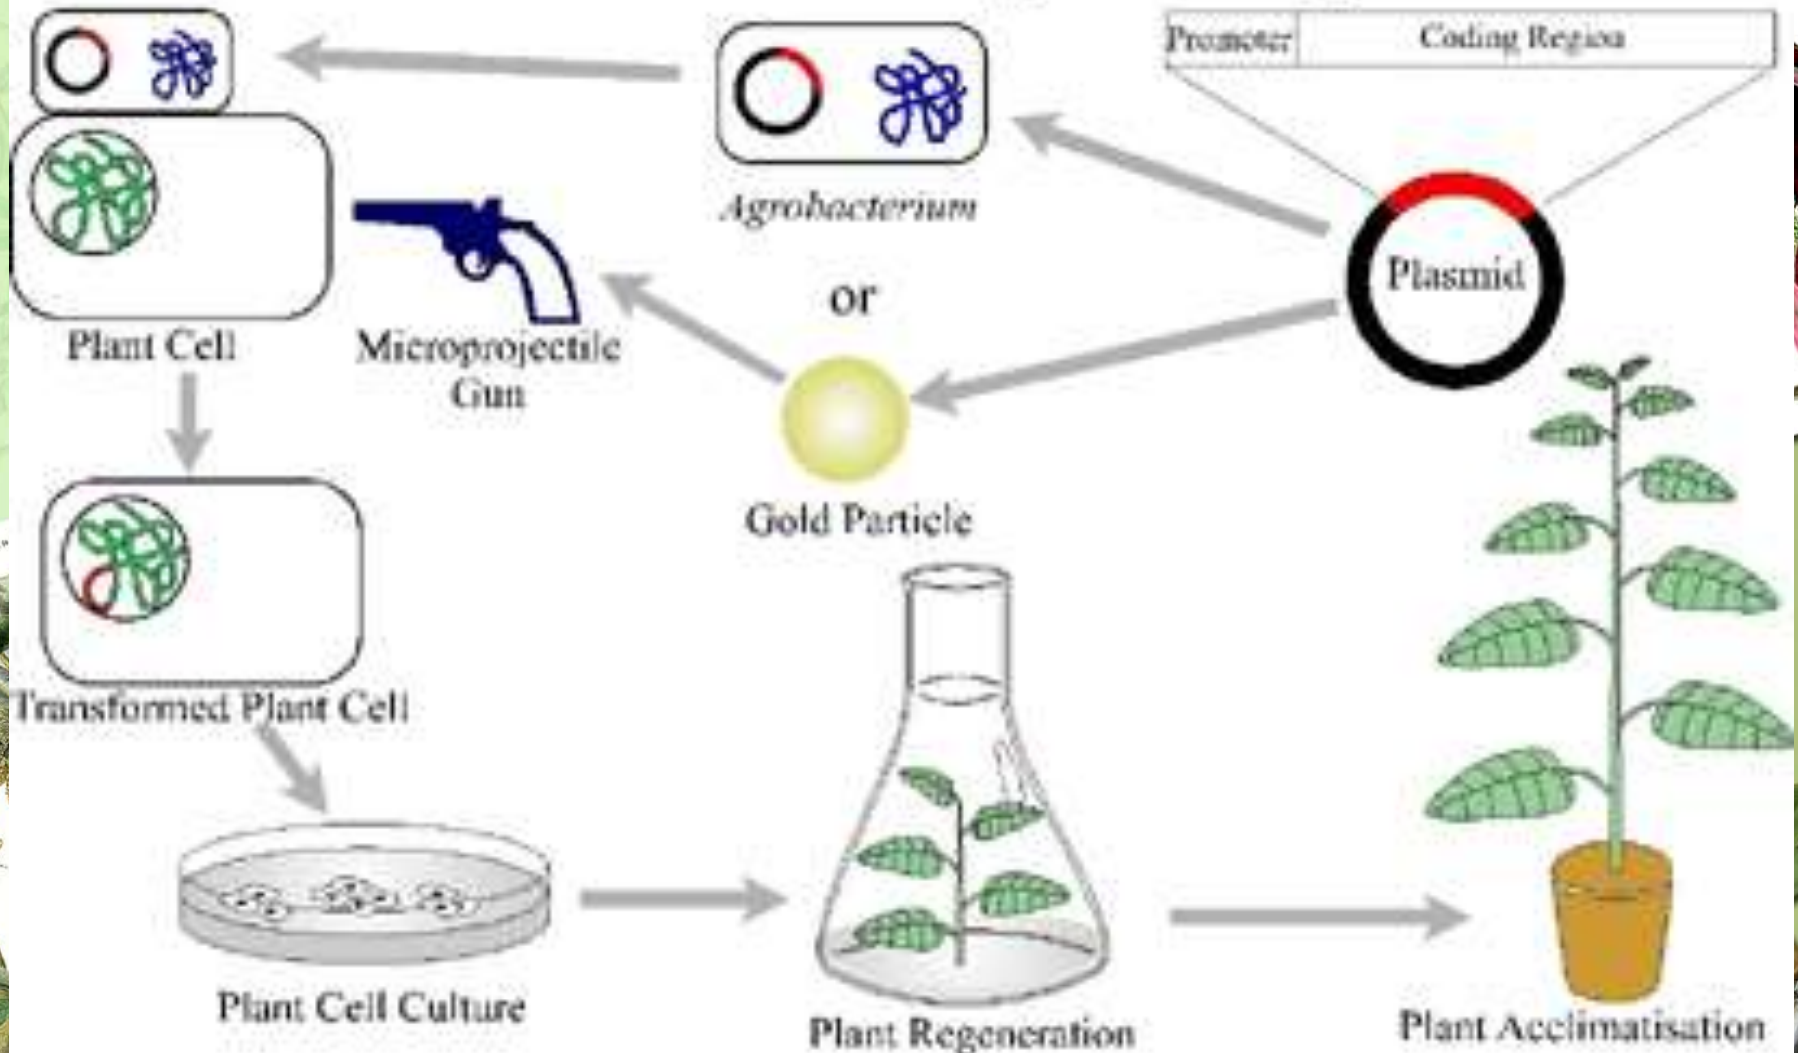 Promoter
Coding Region
Agrobacterium
Plasmid
or
Plant Cell
Microprojectile
Gun
Gold Particle
Transformed Plant Cell
Plant Cell Culture
Plant Regeneration
Plant Acclimatisation